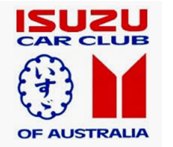 ISUZU
CAR CLUB
いすゞ
OF AUSTRALIA